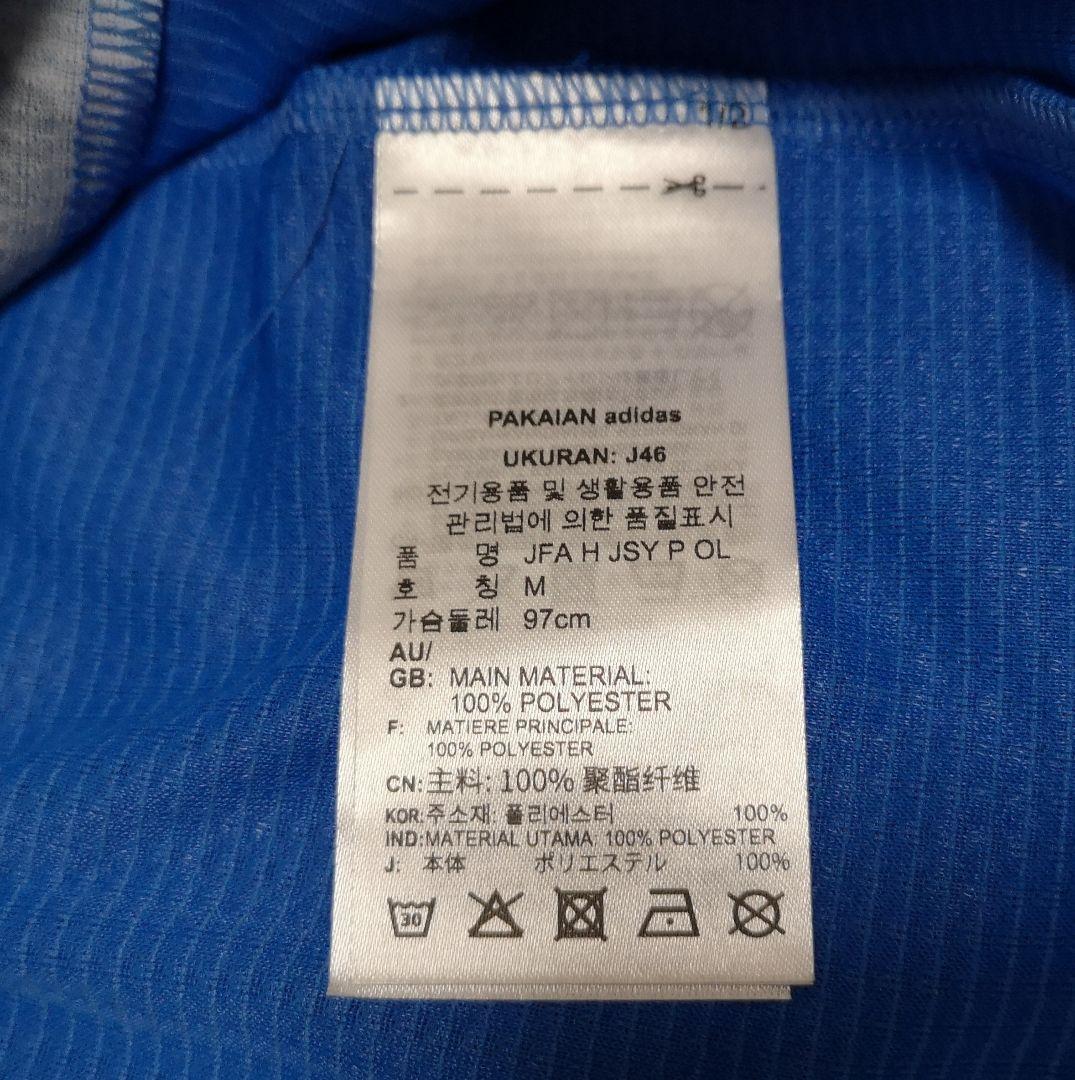 1/2
PAKAIAN adidas
UKURAN: J46
전기용품 및 생활용품 안전
관리법에 의한 품질표시
품 명 JFA H JSY P OL
호 칭 M
가슴둘레 97cm
AU/
GB: MAIN MATERIAL:
100% POLYESTER
F: MATIERE PRINCIPALE:
100% POLYESTER
CN: 主料: 100% 聚酯纤维
KOR: 주소재: 폴리에스터 100%
IND: MATERIAL UTAMA 100% POLYESTER
J: 本体 ポリエステル 100%
30